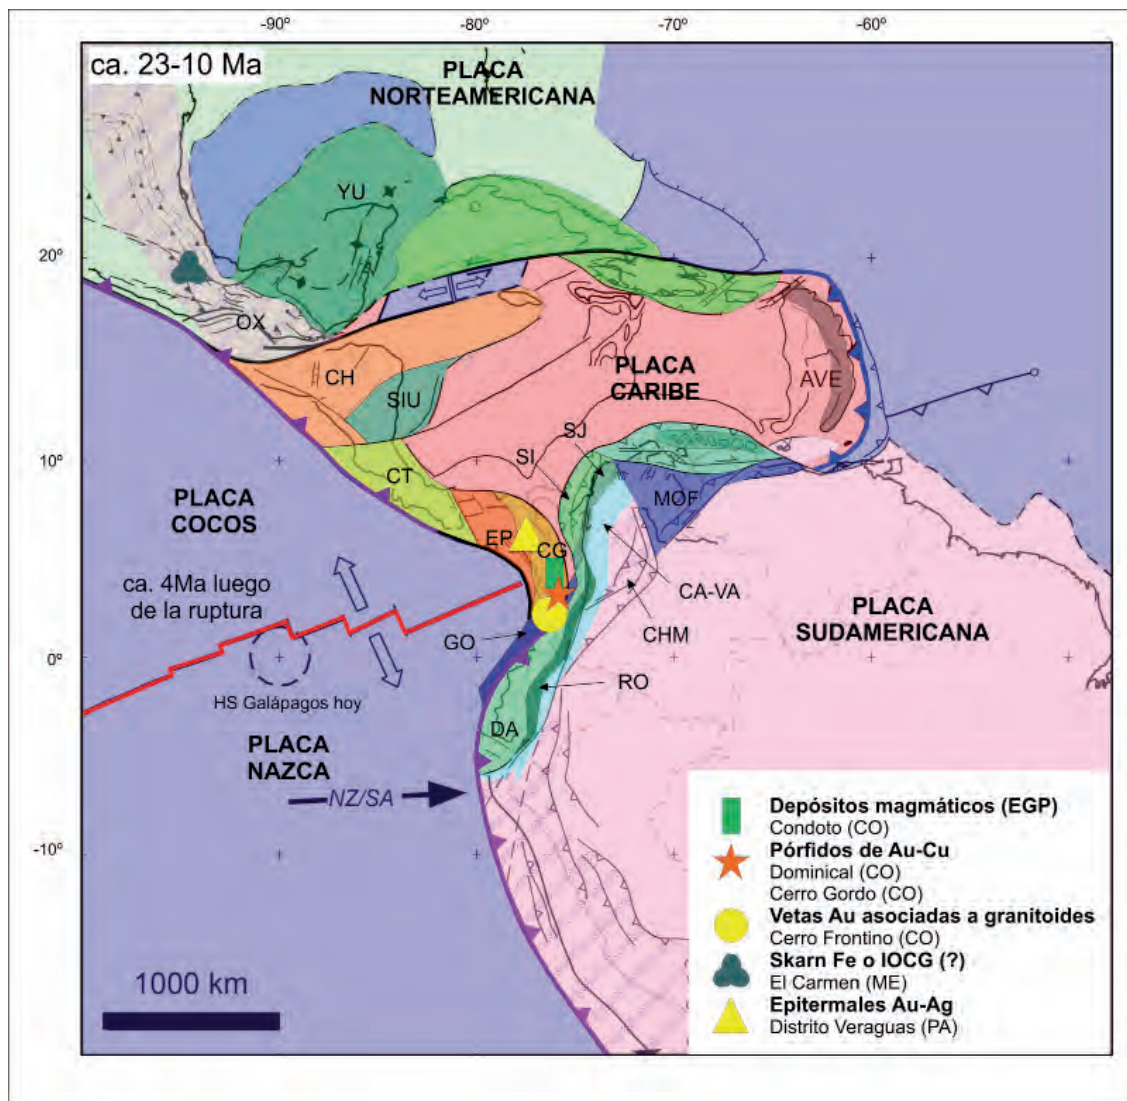 -90º -80º -70º -60º
ca. 23-10 Ma
PLACA
NORTEAMERICANA
YU
20º
OX
CH
SIU
PLACA
CARIBE
AVE
SJ
SI
10º
CT
MOF
PLACA
COCOS
EP
CG
CA-VA
ca. 4Ma luego
de la ruptura
PLACA
SUDAMERICANA
GO
CHM
0º
RO
HS Galápagos hoy
DA
PLACA
NAZCA
NZ/SA
-10º
1000 km
Depósitos magmáticos (EGP)
Condoto (CO)
Pórfidos de Au-Cu
Dominical (CO)
Cerro Gordo (CO)
Vetas Au asociadas a granitoides
Cerro Frontino (CO)
Skarn Fe o IOCG (?)
El Carmen (ME)
Epitermales Au-Ag
Distrito Veraguas (PA)